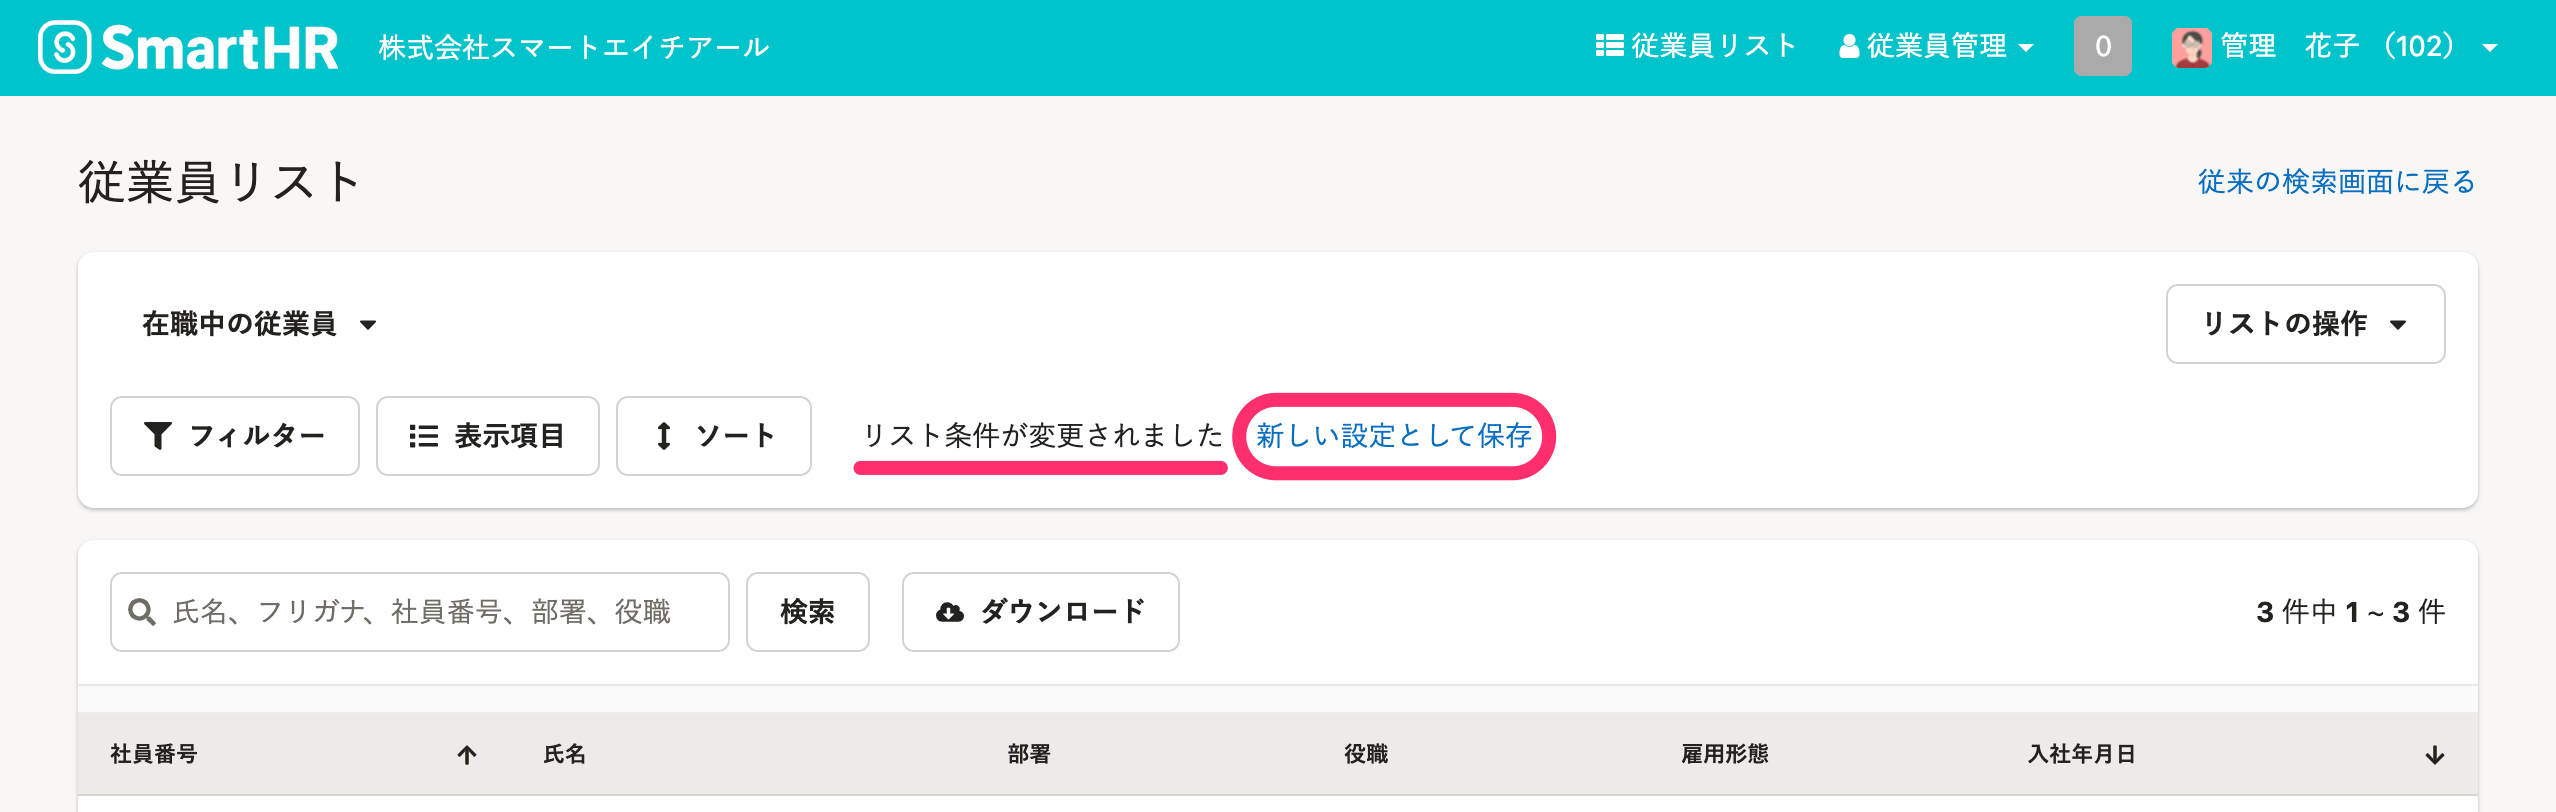 SmartHR 株式会社スマートエイチアール 従業員リスト 従業員管理 0 管理 花子 （102）
従業員リスト 従来の検索画面に戻る
在職中の従業員 リストの操作
フィルター 表示項目 ソート リスト条件が変更されました 新しい設定として保存
氏名、フリガナ、社員番号、部署、役職 検索 ダウンロード 3 件中 1 ~ 3 件
社員番号 氏名 部署 役職 雇用形態 入社年月日